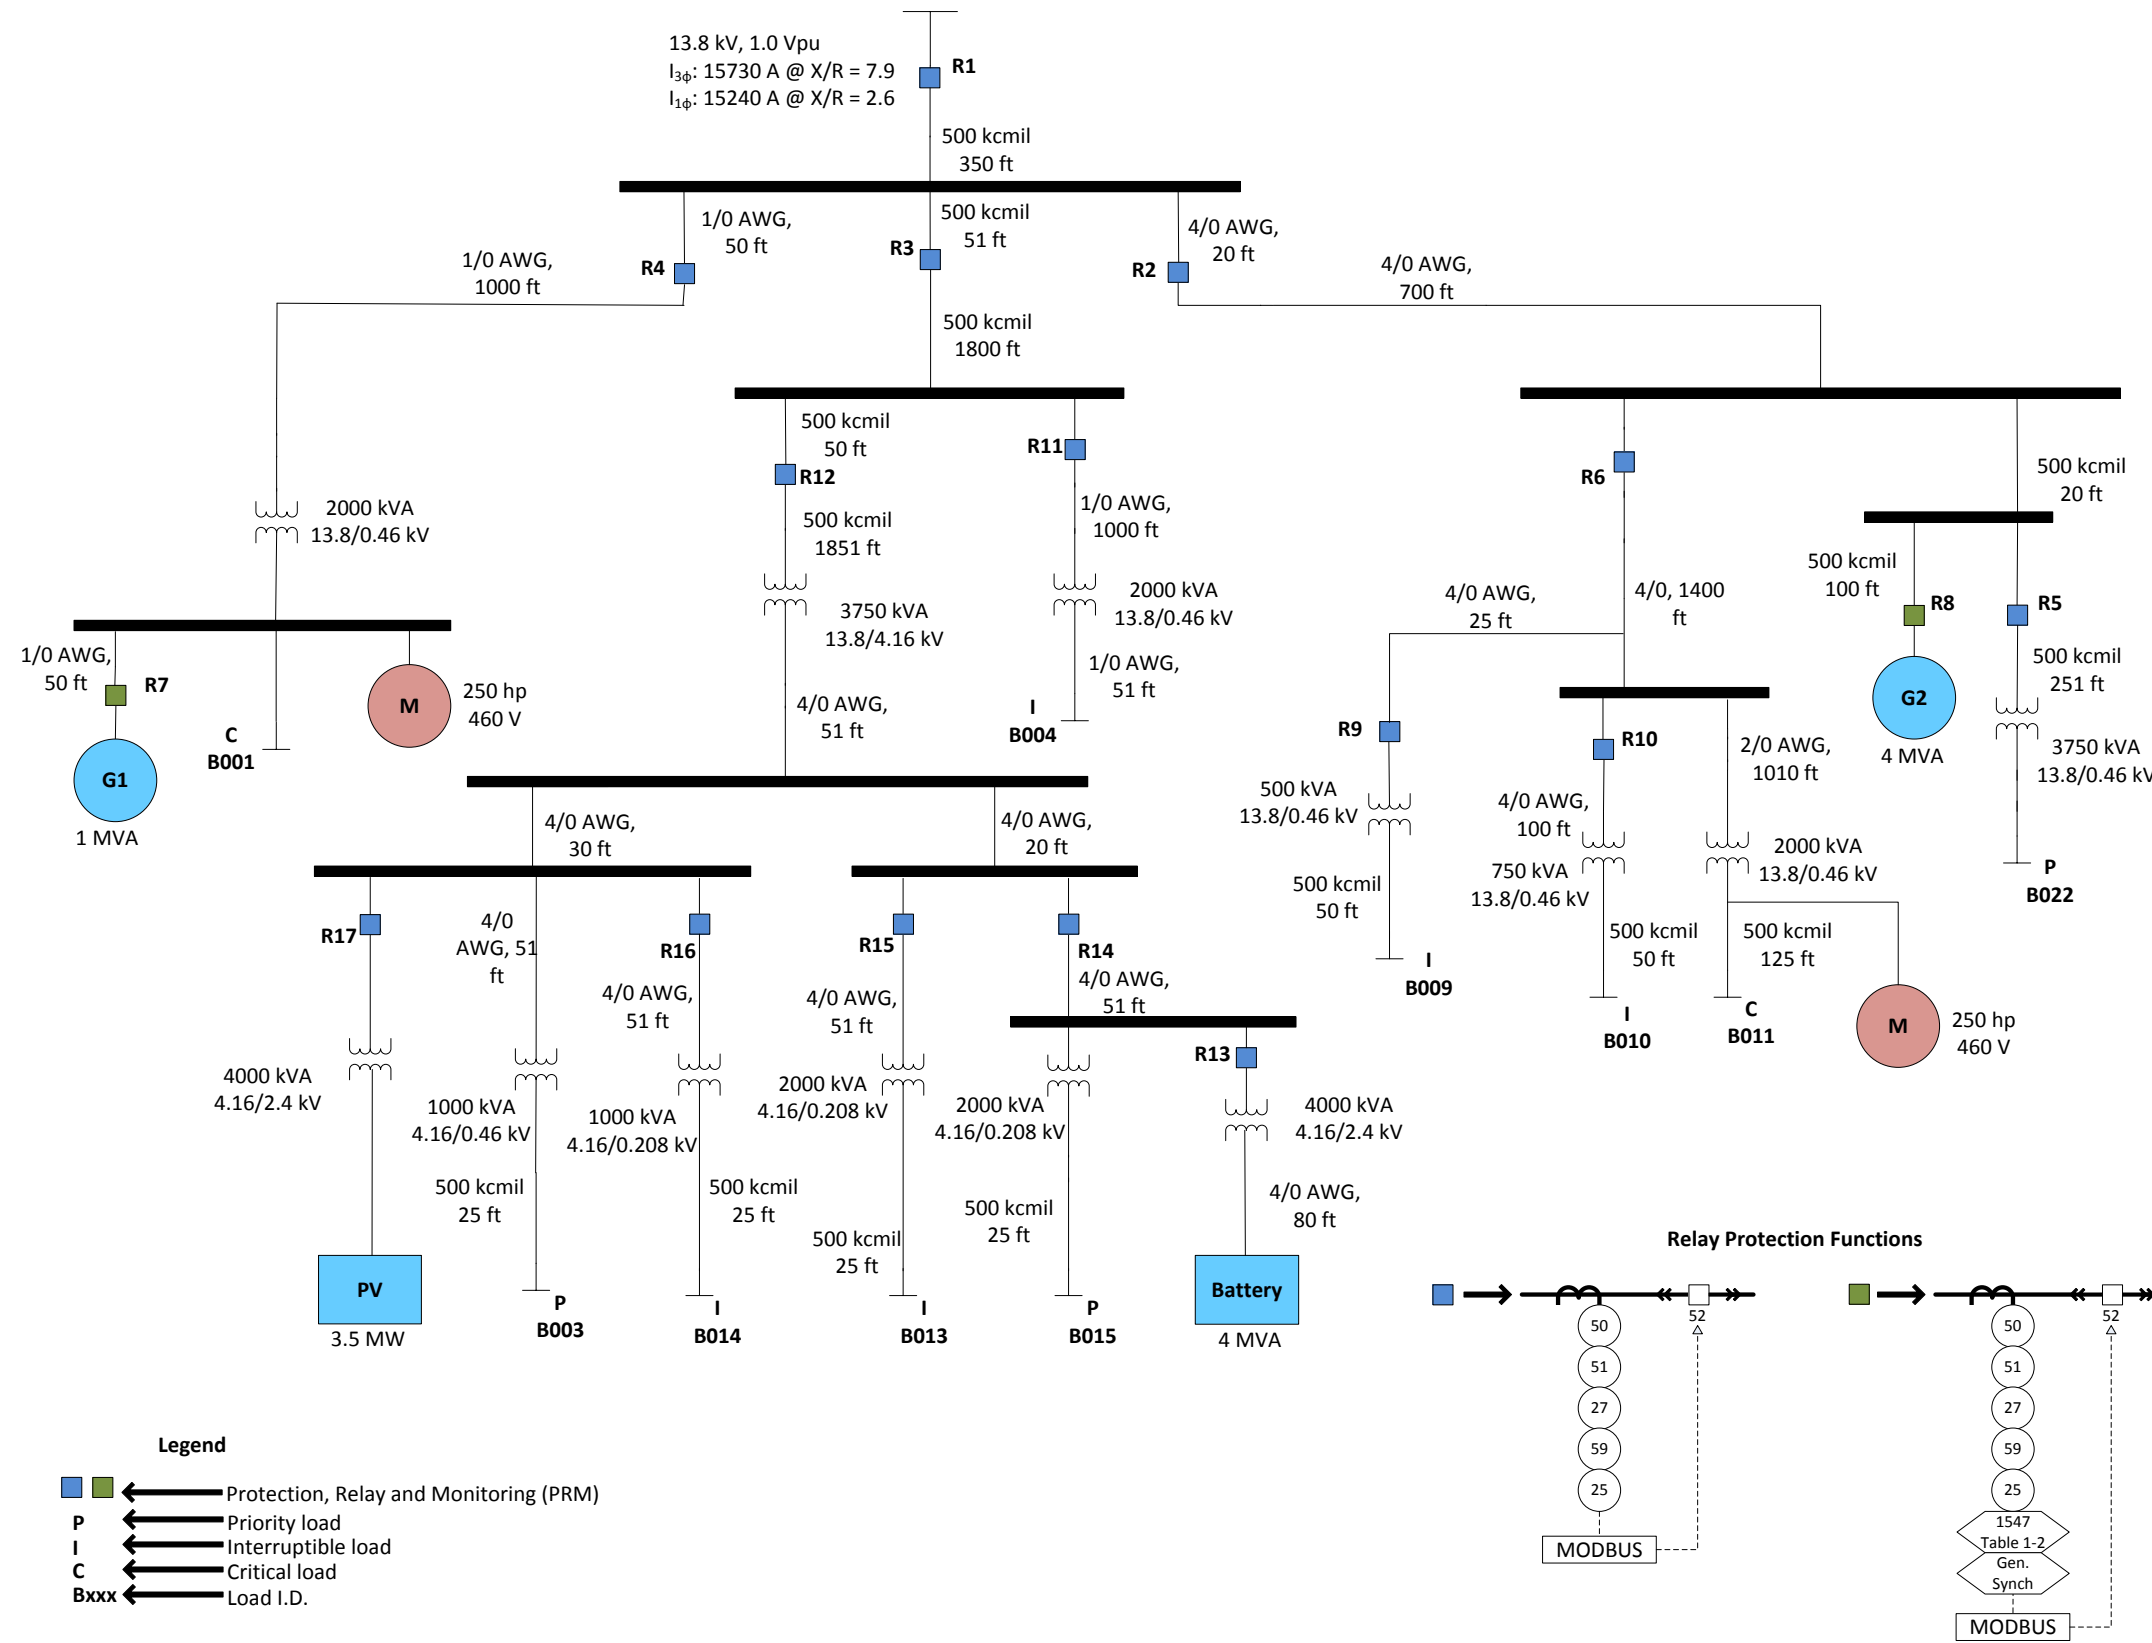 13.8 kV, 1.0 Vpu
I3ϕ: 15730 A @ X/R = 7.9
I1ϕ: 15240 A @ X/R = 2.6
R1
500 kcmil
350 ft
1/0 AWG,
50 ft
R4
1/0 AWG,
1000 ft
500 kcmil
51 ft
R3
4/0 AWG,
20 ft
R2
4/0 AWG,
700 ft
500 kcmil
1800 ft
2000 kVA
13.8/0.46 kV
1/0 AWG,
50 ft
R7
G1
1 MVA
C
B001
M
250 hp
460 V
500 kcmil
50 ft
R12
500 kcmil
1851 ft
3750 kVA
13.8/4.16 kV
4/0 AWG,
51 ft
R11
1/0 AWG,
1000 ft
2000 kVA
13.8/0.46 kV
1/0 AWG,
51 ft
I
B004
R6
4/0, 1400
ft
4/0 AWG,
25 ft
R9
500 kVA
13.8/0.46 kV
500 kcmil
50 ft
I
B009
R10
4/0 AWG,
100 ft
750 kVA
13.8/0.46 kV
500 kcmil
50 ft
I
B010
2/0 AWG,
1010 ft
2000 kVA
13.8/0.46 kV
500 kcmil
125 ft
C
B011
M
250 hp
460 V
500 kcmil
20 ft
500 kcmil
100 ft
R8
G2
4 MVA
R5
500 kcmil
251 ft
3750 kVA
13.8/0.46 kV
P
B022
4/0 AWG,
30 ft
4/0 AWG,
20 ft
R17
4000 kVA
4.16/2.4 kV
PV
3.5 MW
4/0
AWG, 51
ft
1000 kVA
4.16/0.46 kV
500 kcmil
25 ft
P
B003
R16
4/0 AWG,
51 ft
1000 kVA
4.16/0.208 kV
500 kcmil
25 ft
I
B014
R15
4/0 AWG,
51 ft
2000 kVA
4.16/0.208 kV
500 kcmil
25 ft
I
B013
R14
4/0 AWG,
51 ft
2000 kVA
4.16/0.208 kV
500 kcmil
25 ft
P
B015
R13
4000 kVA
4.16/2.4 kV
4/0 AWG,
80 ft
Battery
4 MVA
Relay Protection Functions
52
50
51
27
59
25
MODBUS
52
50
51
27
59
25
1547
Table 1-2
Gen.
Synch
MODBUS
Legend
Protection, Relay and Monitoring (PRM)
P Priority load
I Interruptible load
C Critical load
Bxxx Load I.D.